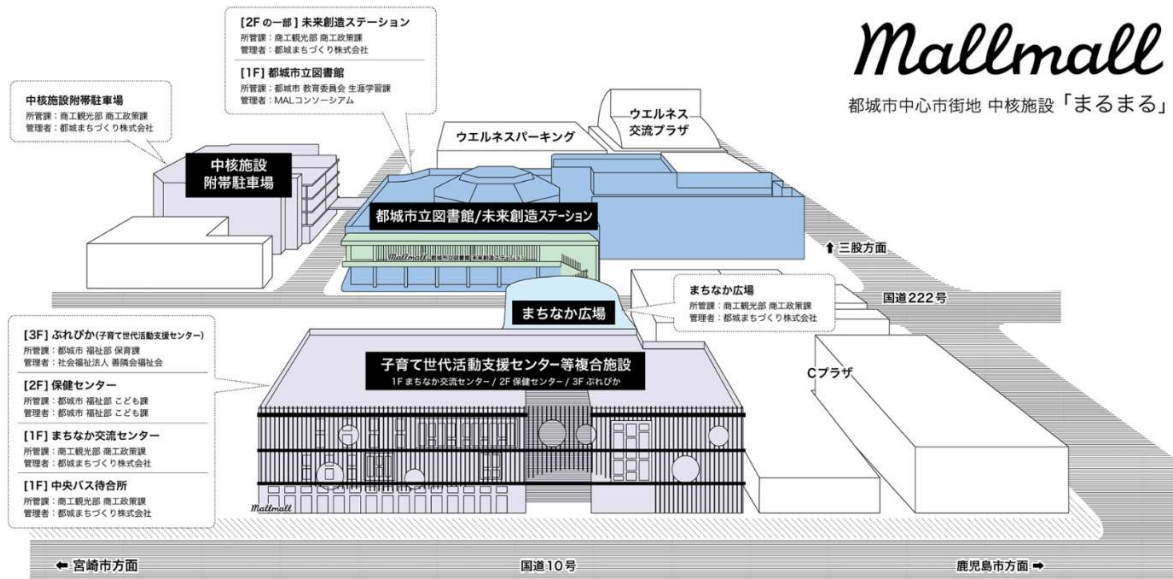 Mallmall
都城市中心市街地 中核施設「まるまる」
[2Fの一部] 未来創造ステーション
所管課：商工観光部 商工政策課
管理者：都城まちづくり株式会社
[1F] 都城市立図書館
所管課：都城市 教育委員会 生涯学習課
管理者：MALコンソーシアム
中核施設附帯駐車場
所管課：商工観光部 商工政策課
管理者：都城まちづくり株式会社
ウエルネスパーキング
ウエルネス
交流プラザ
中核施設
附帯駐車場
都城市立図書館/未来創造ステーション
Mallmall 都城市立図書館 未来創造ステーション
↑ 三股方面
国道222号
まちなか広場
所管課：商工観光部 商工政策課
管理者：都城まちづくり株式会社
まちなか広場
[3F] ぷれぴか(子育て世代活動支援センター)
所管課：都城市 福祉部 保育課
管理者：社会福祉法人 善隣会福祉会
[2F] 保健センター
所管課：都城市 福祉部 こども課
管理者：都城市 福祉部 こども課
[1F] まちなか交流センター
所管課：商工観光部 商工政策課
管理者：都城まちづくり株式会社
[1F] 中央バス待合所
所管課：商工観光部 商工政策課
管理者：都城まちづくり株式会社
子育て世代活動支援センター等複合施設
1F まちなか交流センター / 2F 保健センター / 3F ぷれぴか
Cプラザ
Mallmall
← 宮崎市方面
国道10号
鹿児島市方面 →